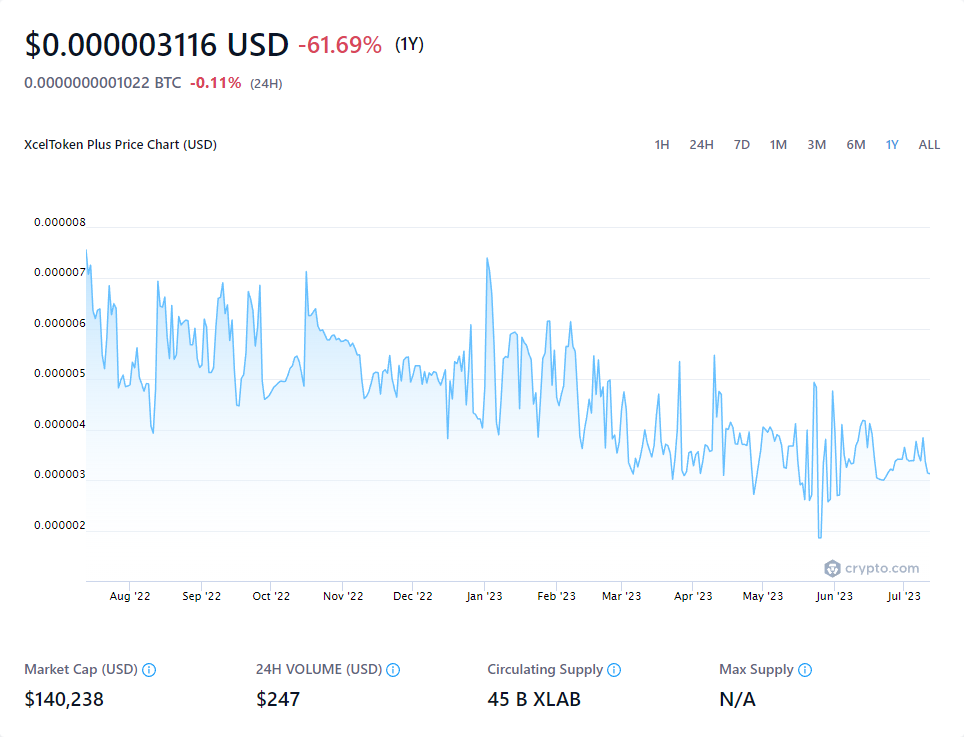 $0.000003116 USD -61.69% (1Y)
0.0000000001022 BTC -0.11% (24H)
XcelToken Plus Price Chart (USD) 1H 24H 7D 1M 3M 6M 1Y ALL
0.000008
0.000007
0.000006
0.000005
0.000004
0.000003
0.000002
crypto.com
Aug '22 Sep '22 Oct '22 Nov '22 Dec '22 Jan '23 Feb '23 Mar '23 Apr '23 May '23 Jun '23 Jul '23
Market Cap (USD) 24H VOLUME (USD) Circulating Supply Max Supply
$140,238 $247 45 B XLAB N/A